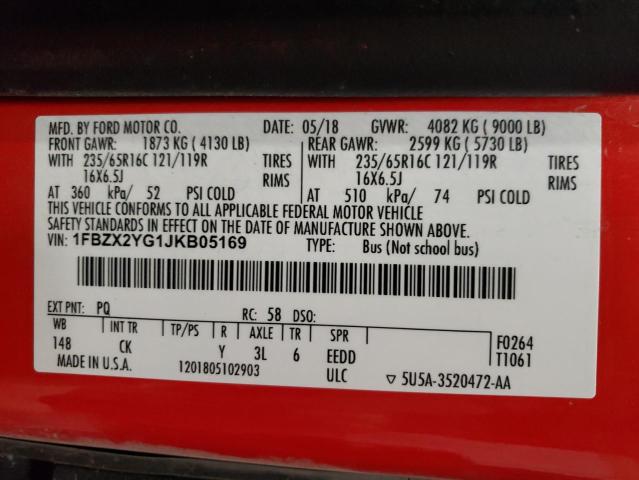 MFD. BY FORD MOTOR CO. DATE: 05/18 GVWR: 4082 KG ( 9000 LB)
FRONT GAWR: 1873 KG ( 4130 LB) REAR GAWR: 2599 KG ( 5730 LB)
WITH 235/65R16C 121/119R TIRES WITH 235/65R16C 121/119R TIRES
16X6.5J RIMS 16X6.5J RIMS
AT 360 kPa/ 52 PSI COLD AT 510 kPa/ 74 PSI COLD
THIS VEHICLE CONFORMS TO ALL APPLICABLE FEDERAL MOTOR VEHICLE
SAFETY STANDARDS IN EFFECT ON THE DATE OF MANUFACTURE SHOWN ABOVE.
VIN: 1FBZX2YG1JKB05169 TYPE: Bus (Not school bus)
EXT PNT: PQ RC: 58 DSO:
WB INT TR TP/PS R AXLE TR SPR F0264
148 CK Y 3L 6 EEDD T1061
MADE IN U.S.A. 1201805102903 ULC ▽ 5U5A-3520472-AA